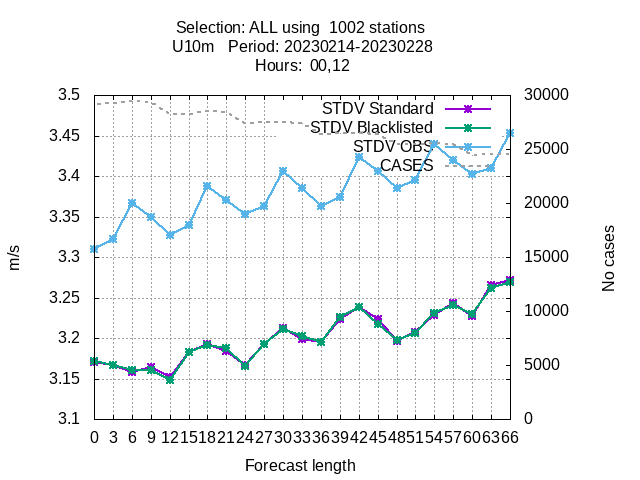 Selection: ALL using  1002 stations
U10m   Period: 20230214-20230228
Hours:  00,12
3.5
3.45
3.4
3.35
3.3
3.25
3.2
3.15
3.1
30000
25000
20000
15000
10000
5000
0
STDV Standard
STDV Blacklisted
STDV OBS
CASES
m/s
No cases
0 3 6 9 12 15 18 21 24 27 30 33 36 39 42 45 48 51 54 57 60 63 66
Forecast length